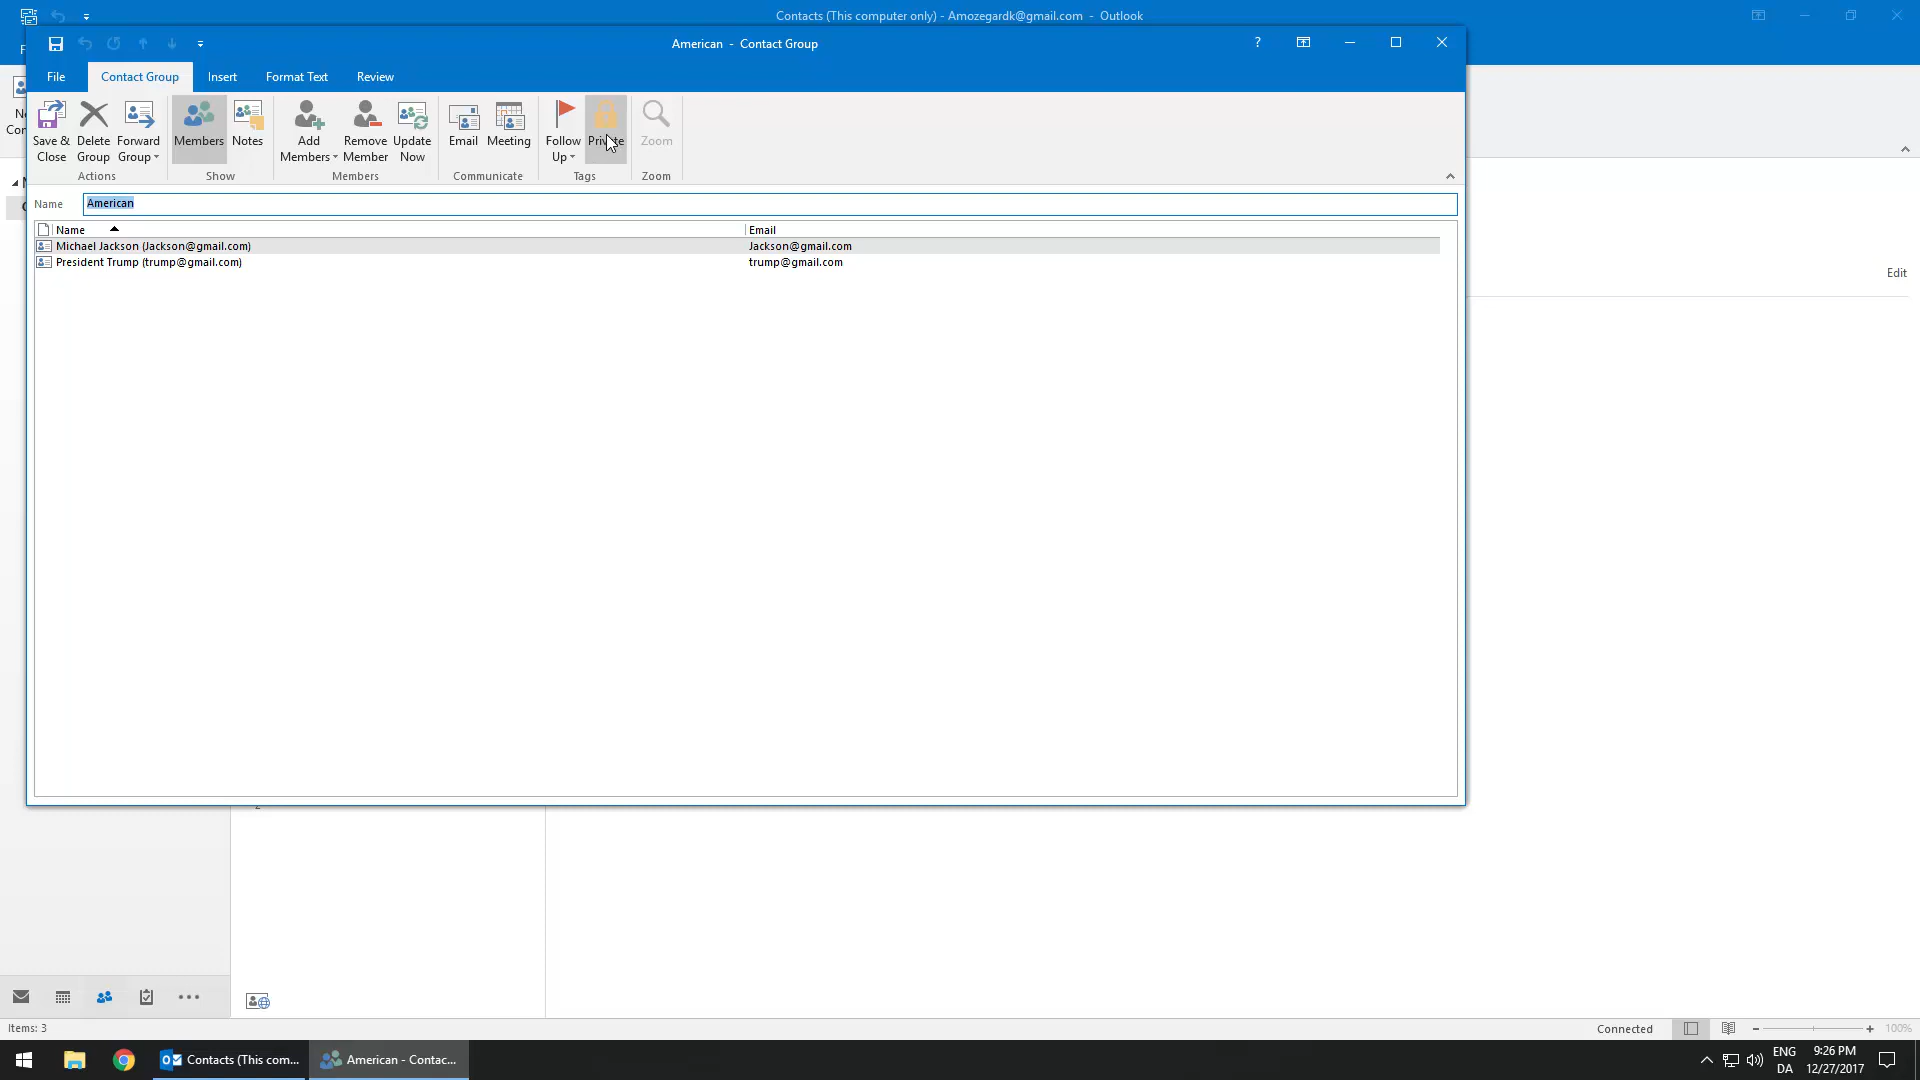 Contacts (This computer only) - Amozegardk@gmail.com - Outlook
American - Contact Group
?
File Contact Group Insert Format Text Review
Save & Close
Delete Group
Forward Group
Members
Notes
Add Members
Remove Member
Update Now
Email
Meeting
Follow Up
Private
Zoom
Actions Show Members Communicate Tags Zoom
Name American
Name Email
Michael Jackson (Jackson@gmail.com) Jackson@gmail.com
President Trump (trump@gmail.com) trump@gmail.com
Edit
Items: 3
Connected
100%
Contacts (This com...
American - Contac...
ENG
DA
9:26 PM
12/27/2017